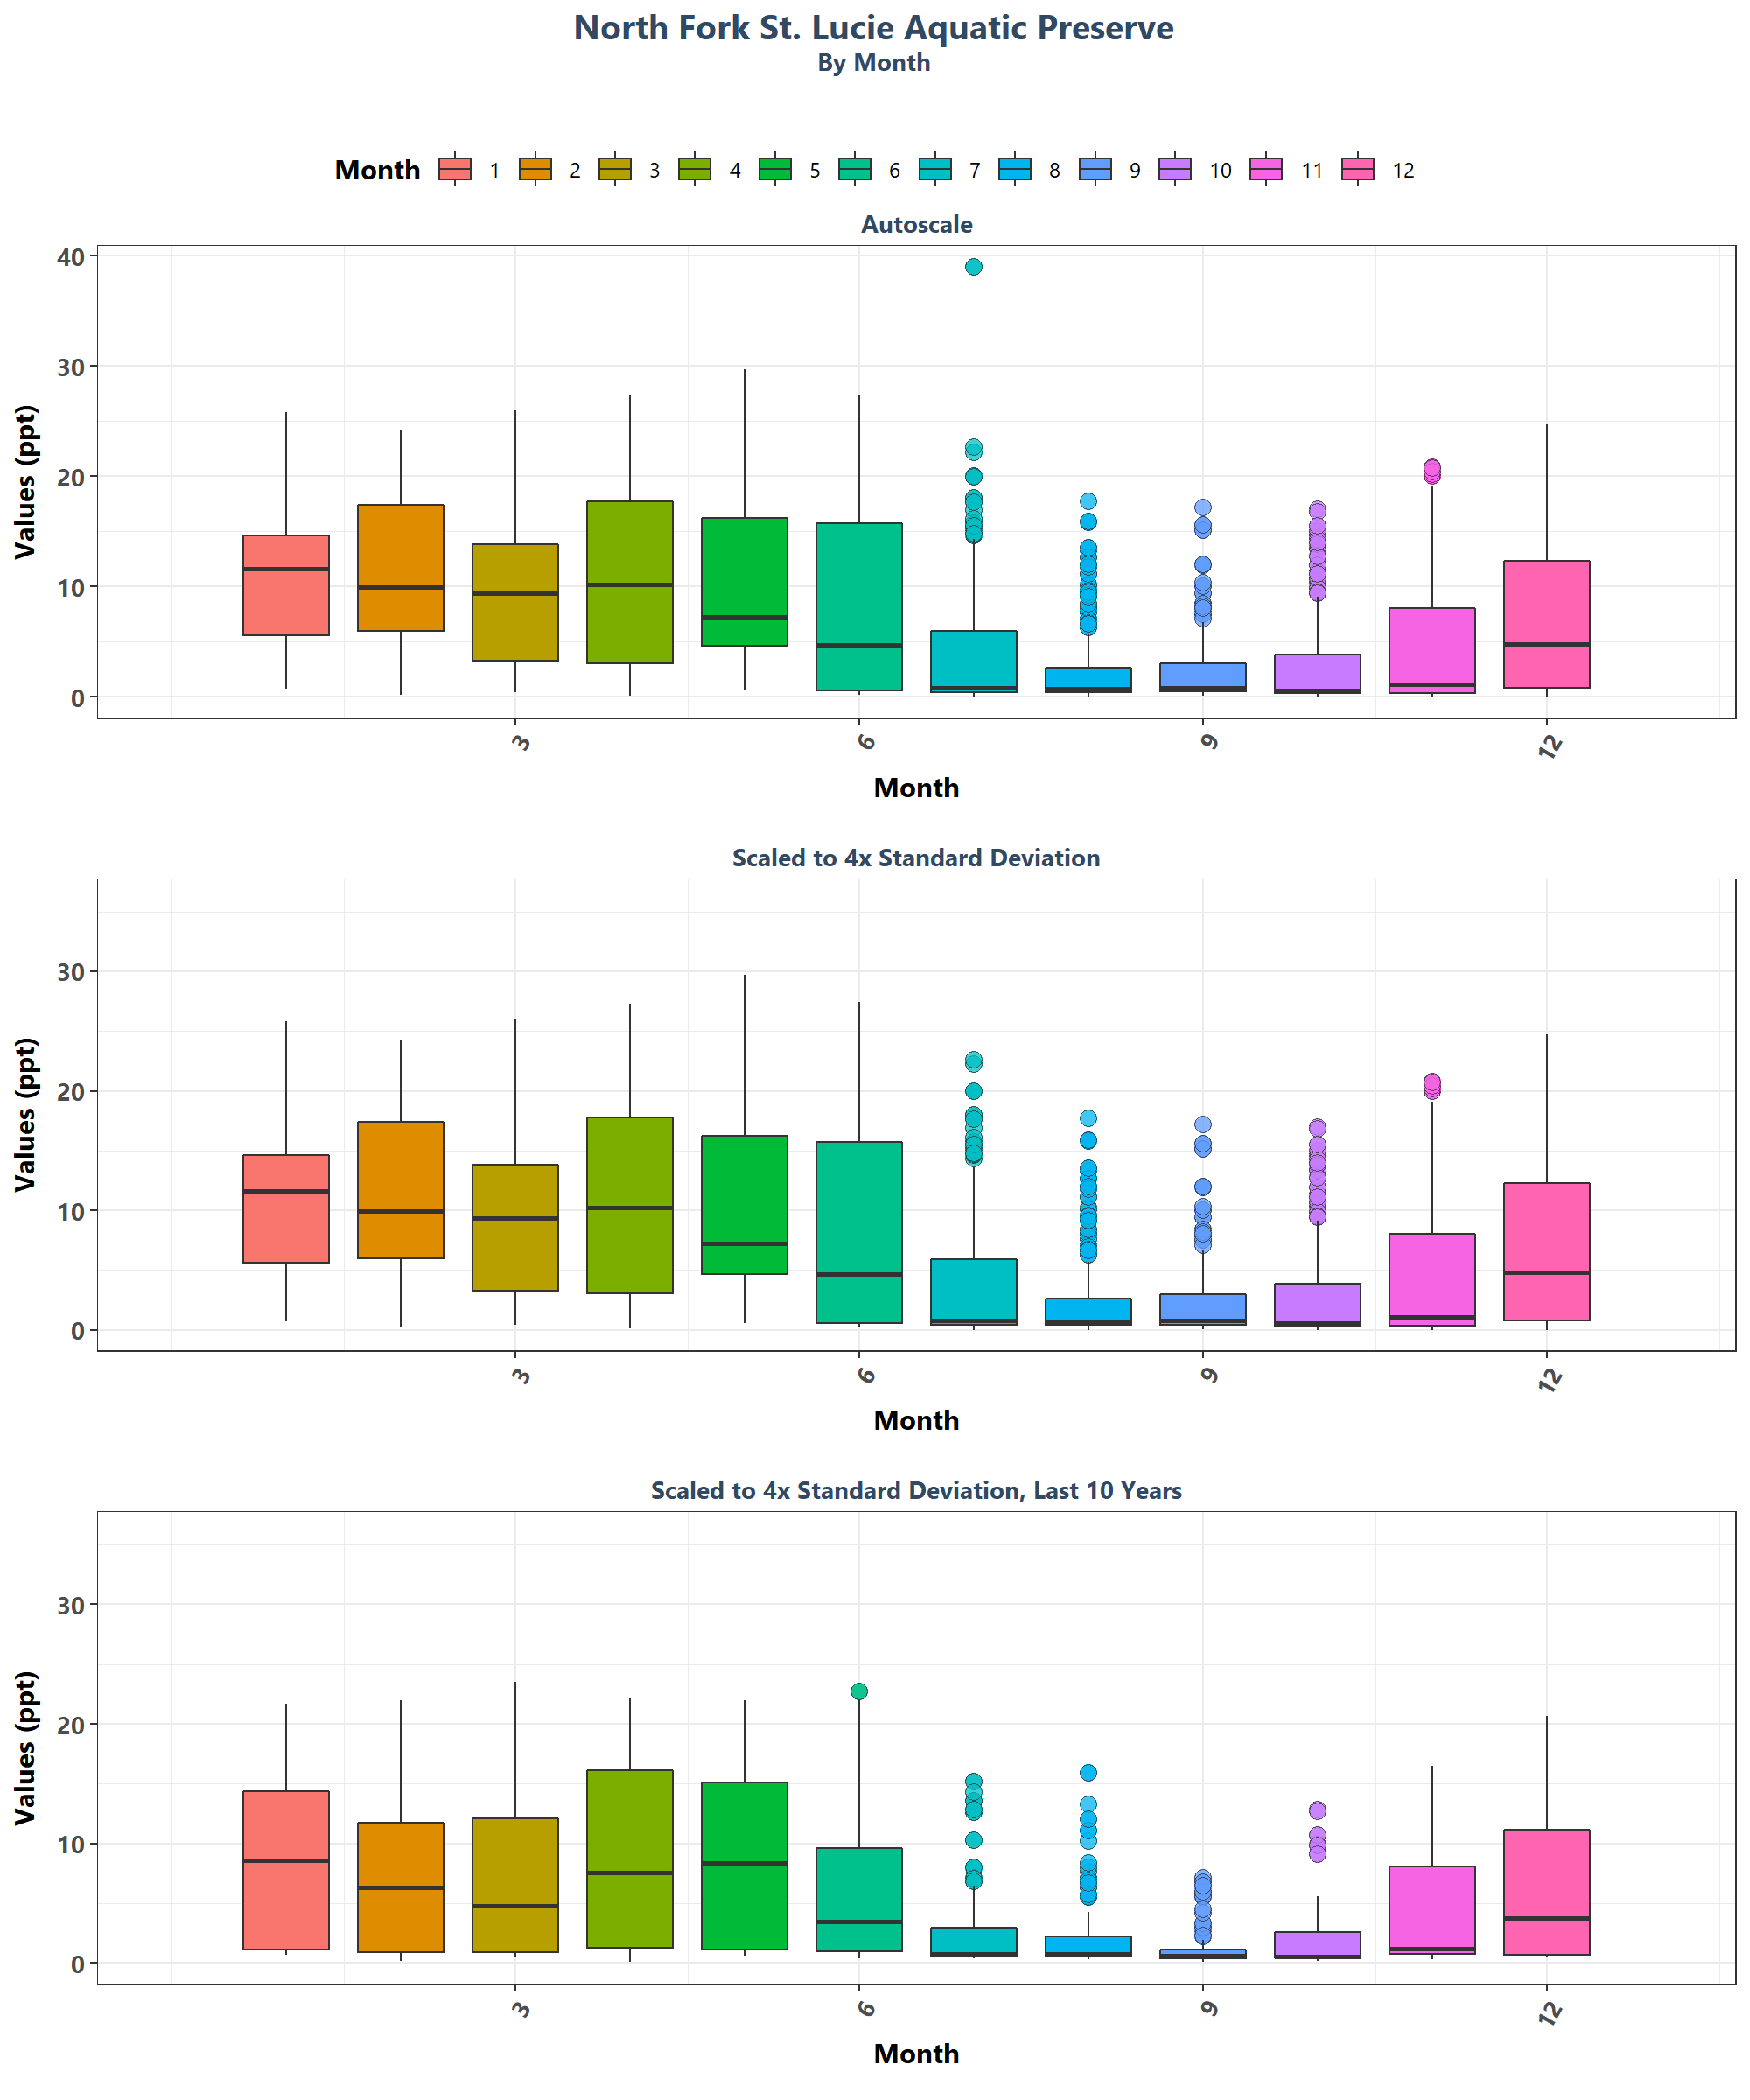 North Fork St. Lucie Aquatic Preserve
By Month
Month 1 2 3 4 5 6 7 8 9 10 11 12
Autoscale
Values (ppt)
40
30
20
10
0
3 6 9 12
Month
Scaled to 4x Standard Deviation
Values (ppt)
30
20
10
0
3 6 9 12
Month
Scaled to 4x Standard Deviation, Last 10 Years
Values (ppt)
30
20
10
0
3 6 9 12
Month